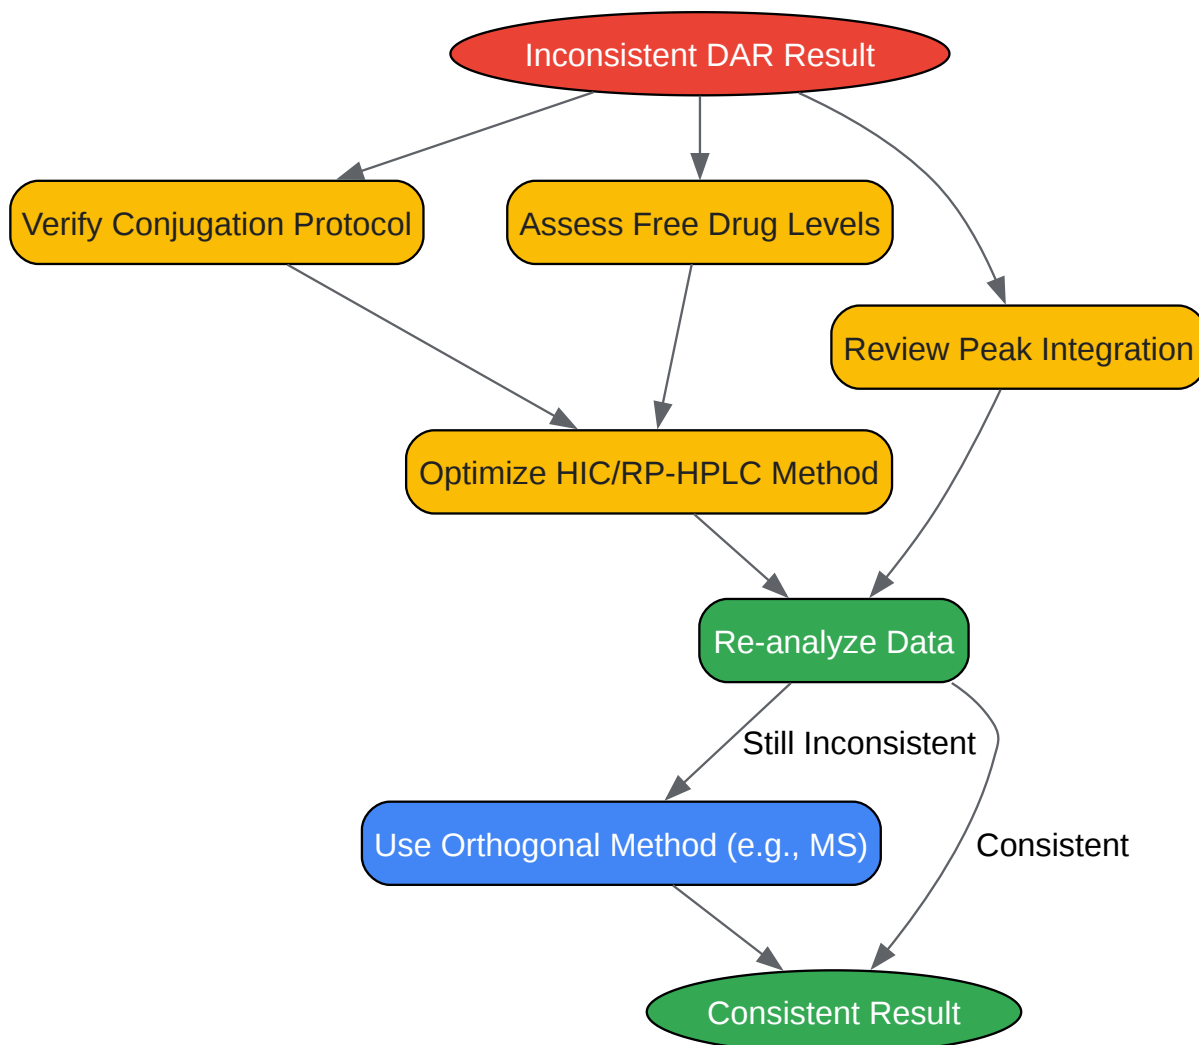 Inconsistent DAR Result
Verify Conjugation Protocol
Assess Free Drug Levels
Review Peak Integration
Optimize HIC/RP-HPLC Method
Re-analyze Data
Still Inconsistent
Use Orthogonal Method (e.g., MS)
Consistent
Consistent Result